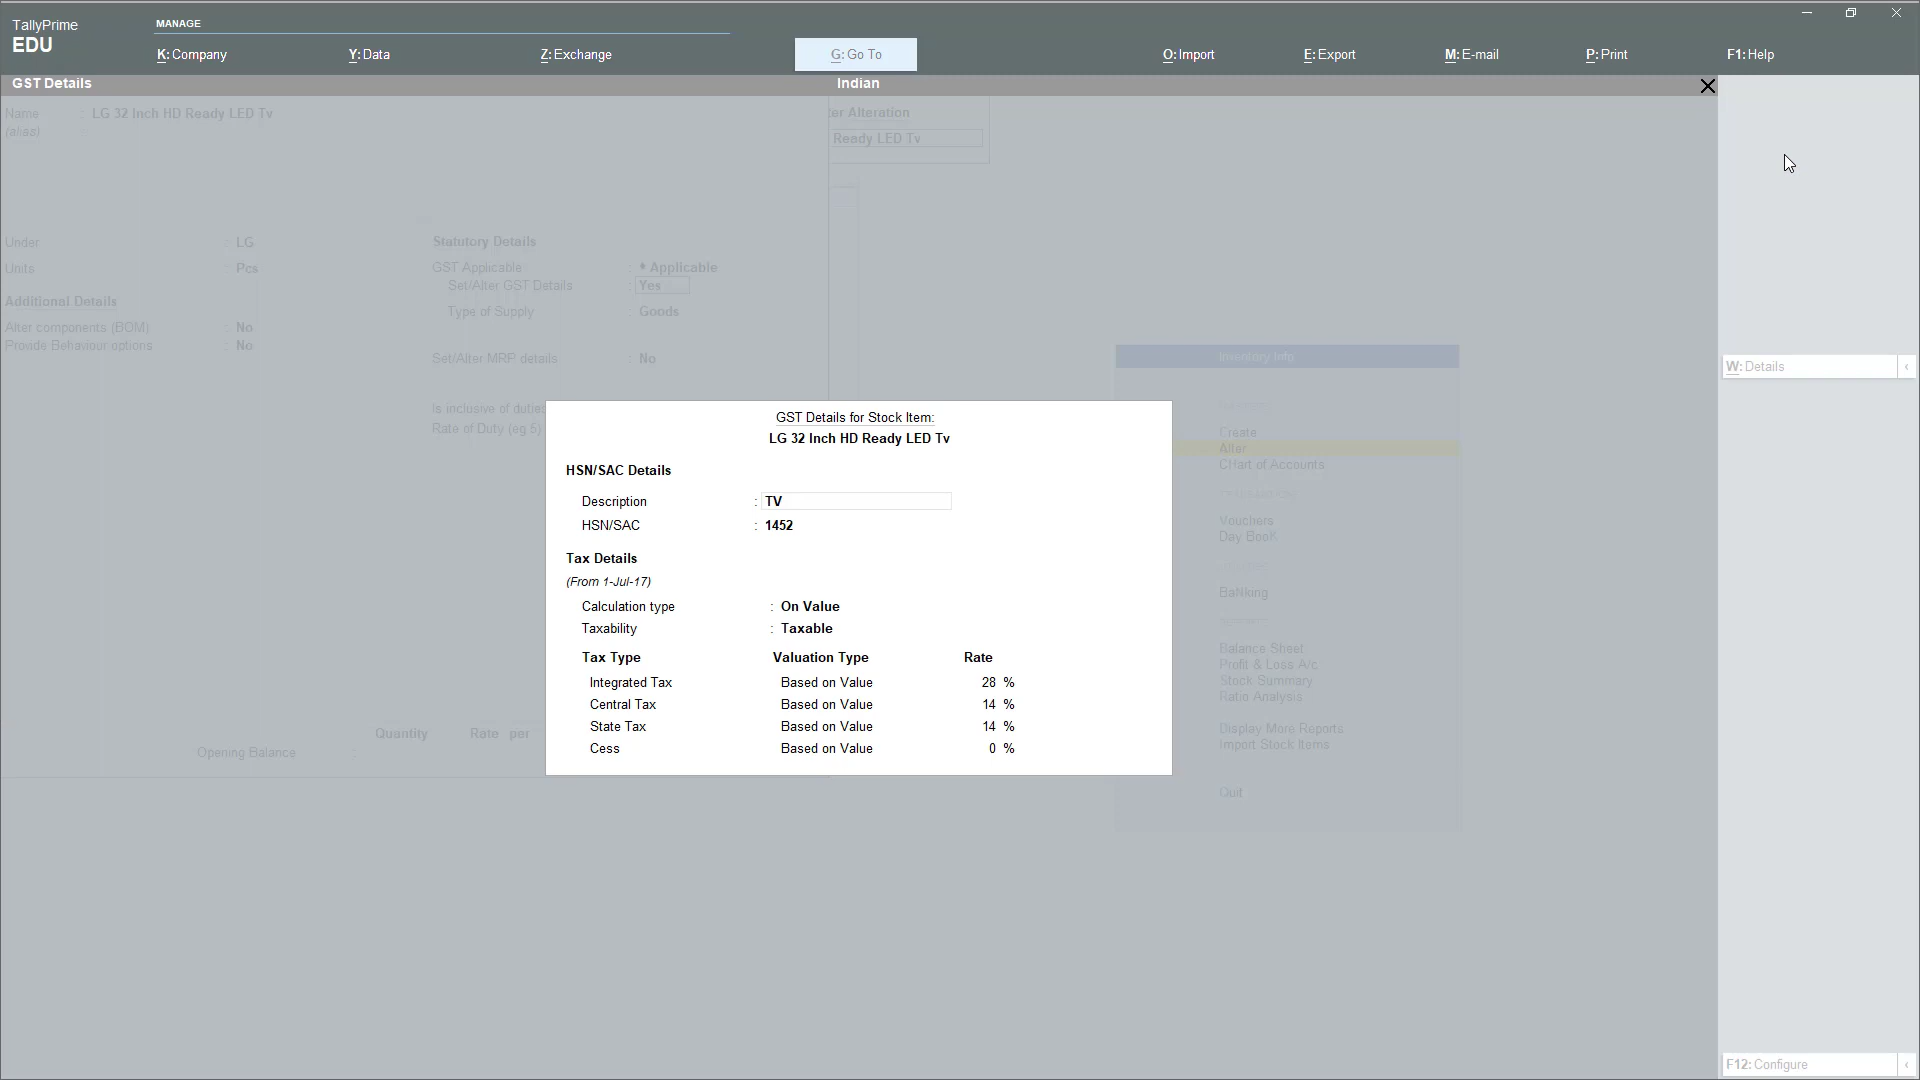 TallyPrime
EDU
MANAGE
K: Company
Y: Data
Z: Exchange
G: Go To
O: Import
E: Export
M: E-mail
P: Print
F1: Help
GST Details
Indian
Name : LG 32 Inch HD Ready LED Tv
(alias) :
ter Alteration
Ready LED Tv
Under : LG
Units : Pcs
Additional Details
Alter components (BOM) : No
Provide Behaviour options : No
Statutory Details
GST Applicable : ♦ Applicable
Set/Alter GST Details : Yes
Type of Supply : Goods
Set/Alter MRP details : No
Is inclusive of duties
Rate of Duty (eg 5)
Quantity Rate per
Opening Balance :
GST Details for Stock Item:
LG 32 Inch HD Ready LED Tv
HSN/SAC Details
Description : TV
HSN/SAC : 1452
Tax Details
(From 1-Jul-17)
Calculation type : On Value
Taxability : Taxable
Tax Type Valuation Type Rate
Integrated Tax Based on Value 28 %
Central Tax Based on Value 14 %
State Tax Based on Value 14 %
Cess Based on Value 0 %
Inventory Info
Create
Alter
CHart of Accounts
Vouchers
Day BooK
BaNking
Balance Sheet
Profit & Loss A/c
Stock Summary
Ratio Analysis
Display More Reports
Import Stock Items
Quit
W: Details
F12: Configure